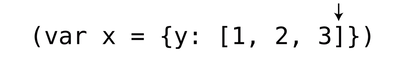 (var x = {y: [1, 2, 3]})